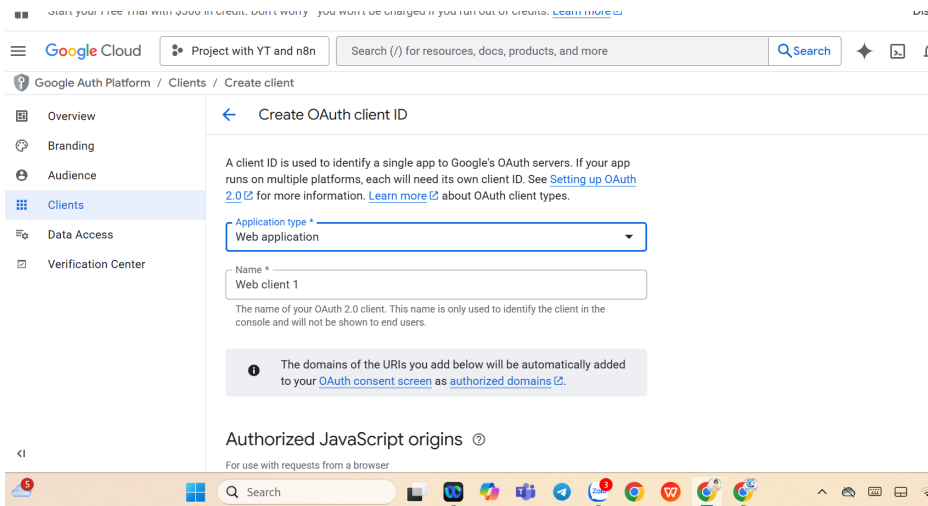 Start your Free Trial with $300 in credit. Don't worry—you won't be charged if you run out of credits. Learn more
Google Cloud
Project with YT and n8n
Search (/) for resources, docs, products, and more
Search
Google Auth Platform / Clients / Create client
Overview
Branding
Audience
Clients
Data Access
Verification Center
Create OAuth client ID
A client ID is used to identify a single app to Google's OAuth servers. If your app
runs on multiple platforms, each will need its own client ID. See Setting up OAuth
2.0 for more information. Learn more about OAuth client types.
Application type *
Web application
Name *
Web client 1
The name of your OAuth 2.0 client. This name is only used to identify the client in the
console and will not be shown to end users.
The domains of the URIs you add below will be automatically added
to your OAuth consent screen as authorized domains.
Authorized JavaScript origins
For use with requests from a browser
5
Search
Zalo
3